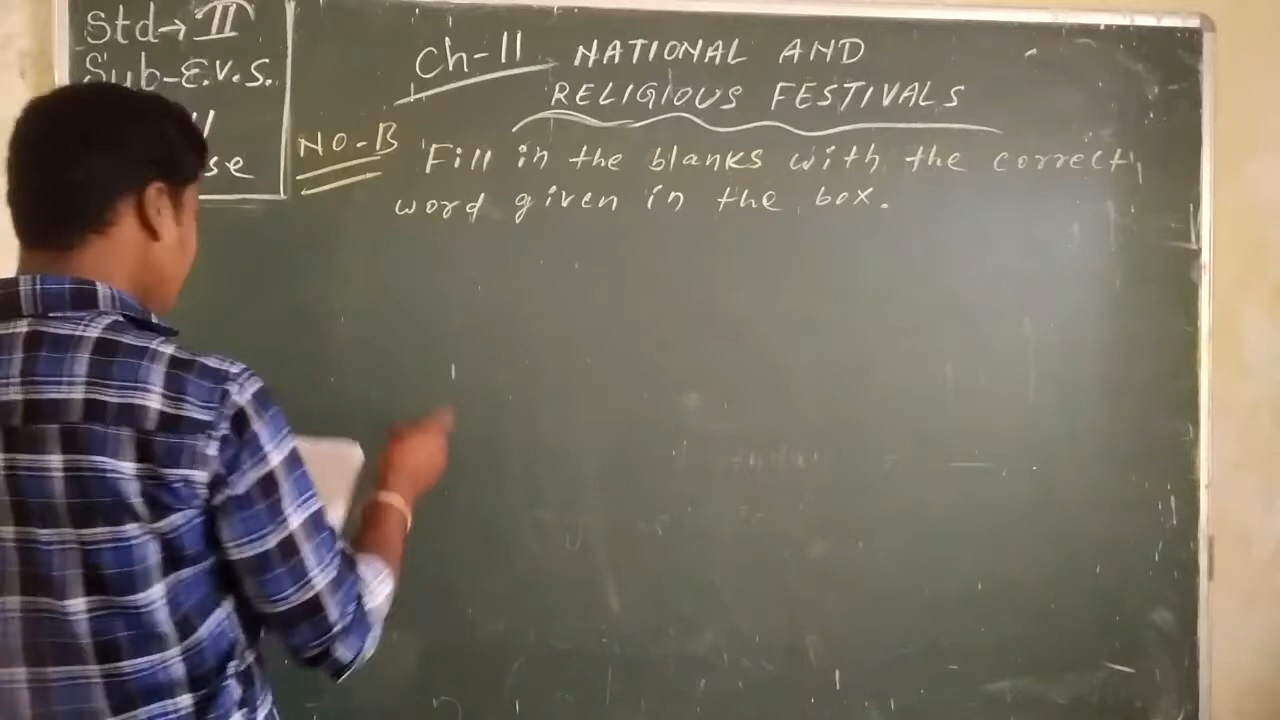 Std→II
Sub-E.V.S.
Ch-11 NATIONAL AND
RELIGIOUS FESTIVALS
NO-B 'Fill in the blanks with the correct,
word given in the box.